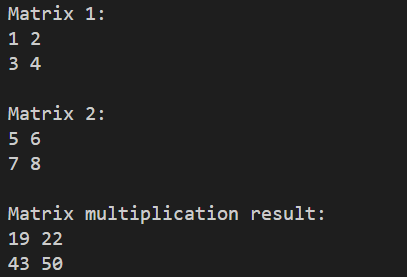 Matrix 1:
1 2
3 4
Matrix 2:
5 6
7 8
Matrix multiplication result:
19 22
43 50